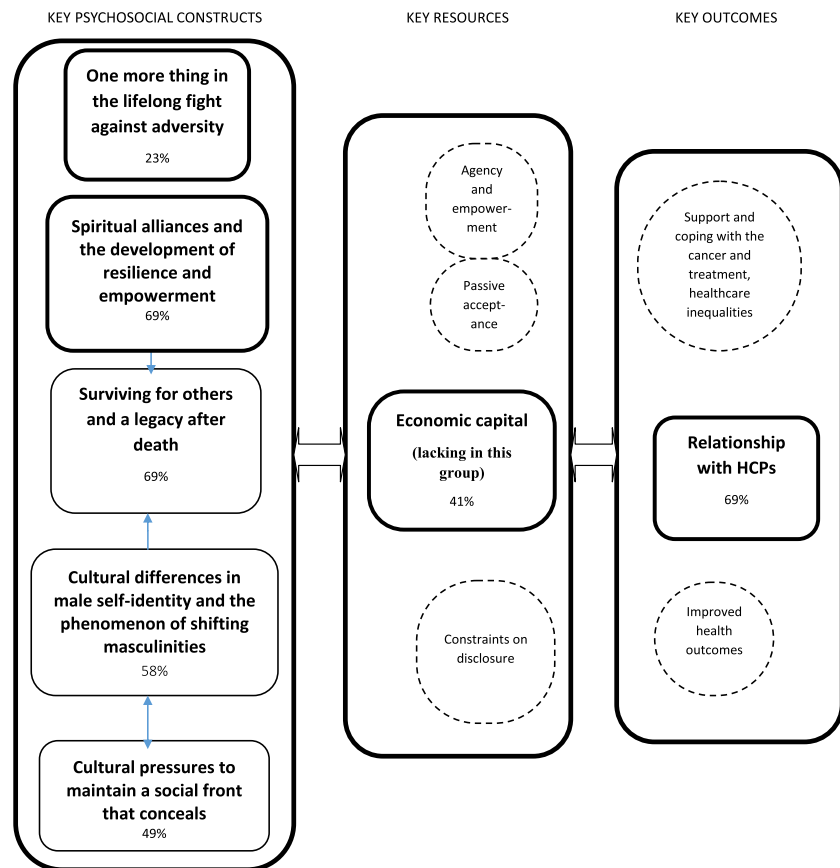 KEY PSYCHOSOCIAL CONSTRUCTS
One more thing in
the lifelong fight
against adversity
23%
Spiritual alliances and
the development of
resilience and
empowerment
69%
Surviving for others
and a legacy after
death
69%
Cultural differences in
male self-identity and the
phenomenon of shifting
masculinities
58%
Cultural pressures to
maintain a social front
that conceals
49%
KEY RESOURCES
Agency
and
empower-
ment
Passive
accept-
ance
Economic capital
(lacking in this
group)
41%
Constraints on
disclosure
KEY OUTCOMES
Support and
coping with the
cancer and
treatment,
healthcare
inequalities
Relationship
with HCPs
69%
Improved
health
outcomes